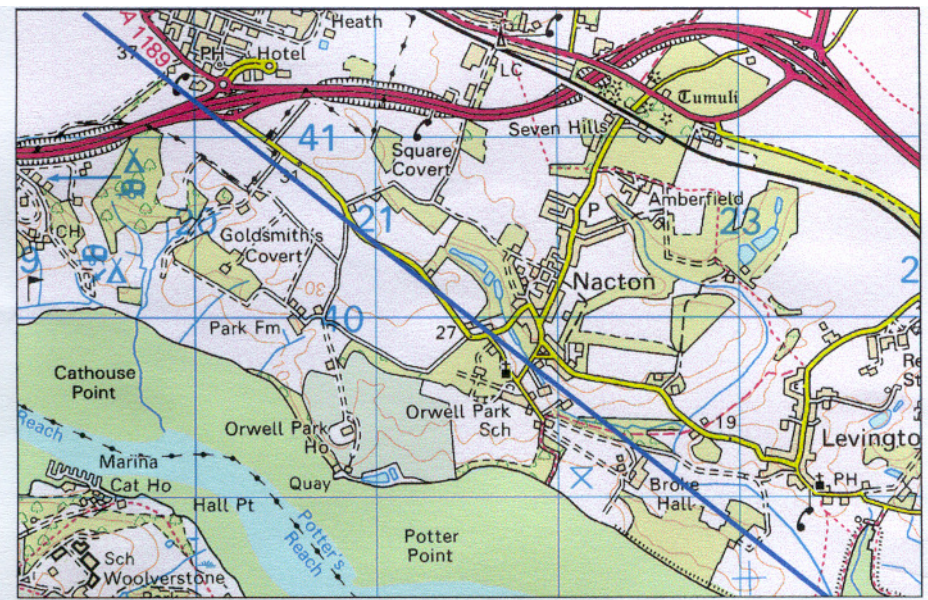 Heath
A 1189
37
PH
Hotel
LC
Tumuli
Seven Hills
41
Square
Covert
31
20
21
23
CH
9
Goldsmith's
Covert
P
Amberfield
Nacton
2
30
Park Fm
40
27
Cathouse
Point
Orwell Park
Sch
19
Orwell Park
Ho
Levingto
Reach
Marina
Cat Ho
Quay
Hall Pt
Broke
Hall
PH
Potter's
Reach
Potter
Point
Sch
Woolverstone